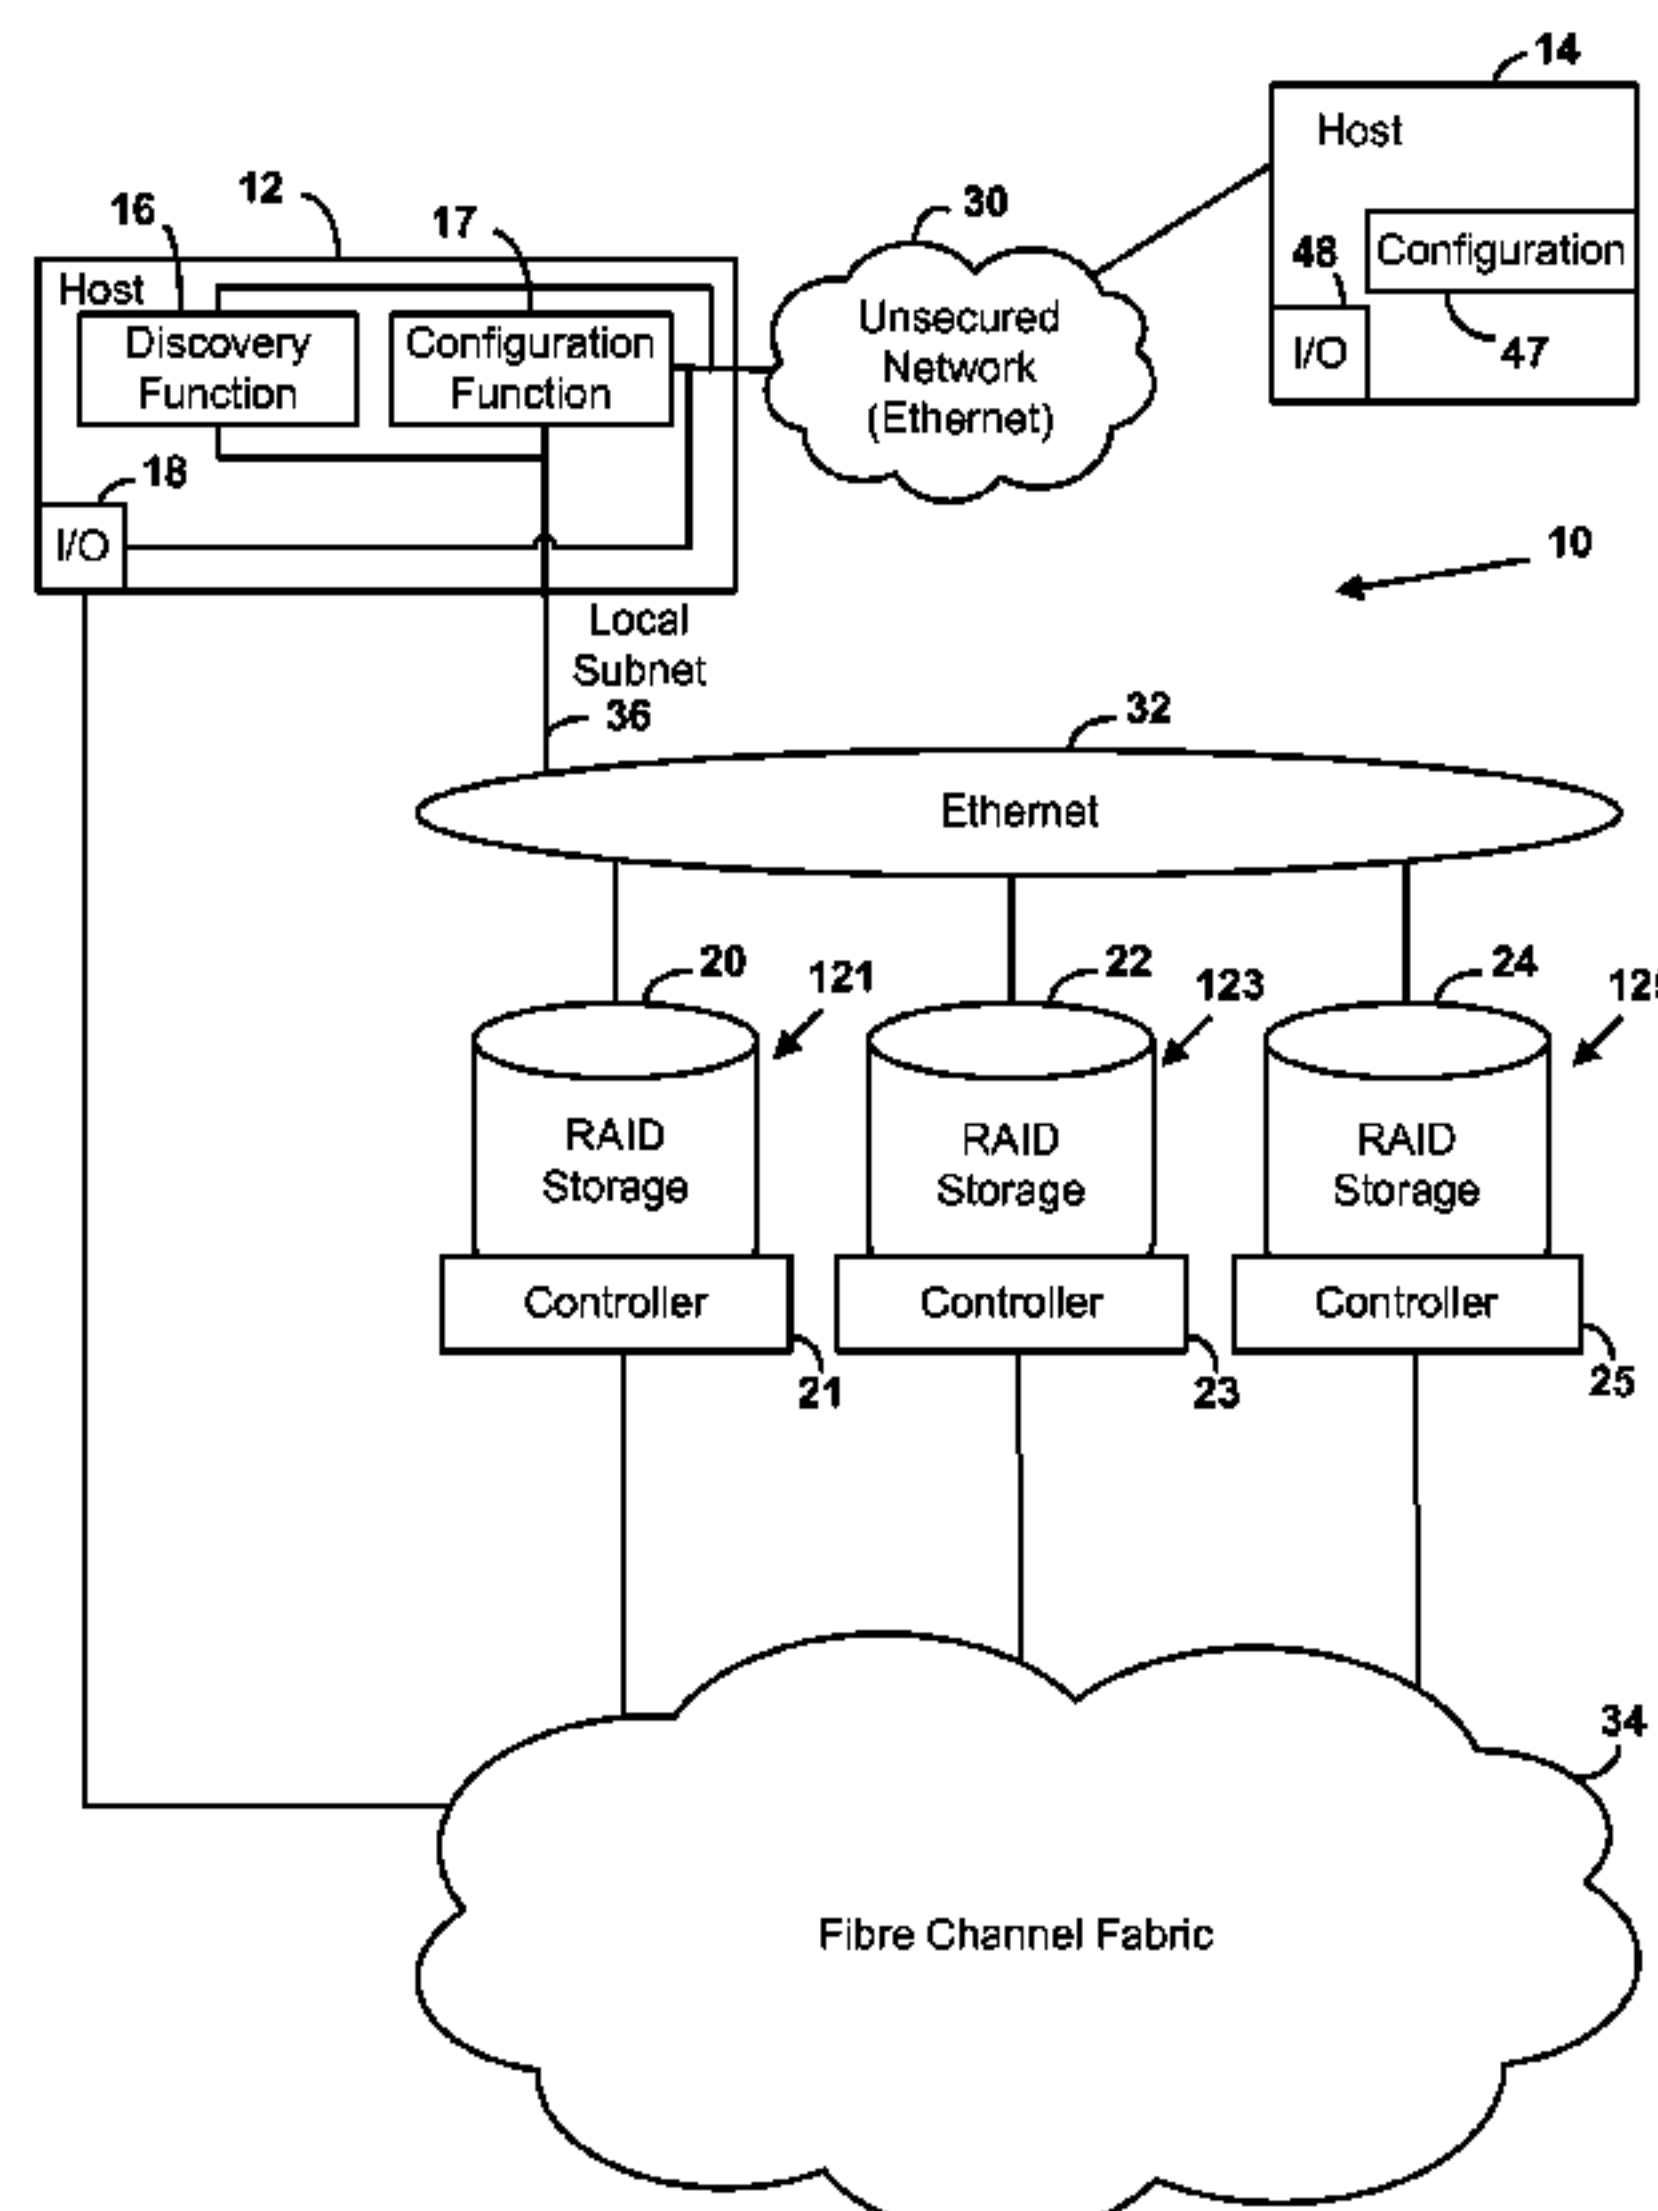 14
Host
16
12
17
30
48
Configuration
Host
Unsecured
Network
(Ethernet)
Discovery
Function
Configuration
Function
I/O
47
18
I/O
10
Local
Subnet
36
32
Ethernet
20
121
22
123
24
RAID
Storage
RAID
Storage
RAID
Storage
Controller
Controller
Controller
21
23
25
34
Fibre Channel Fabric